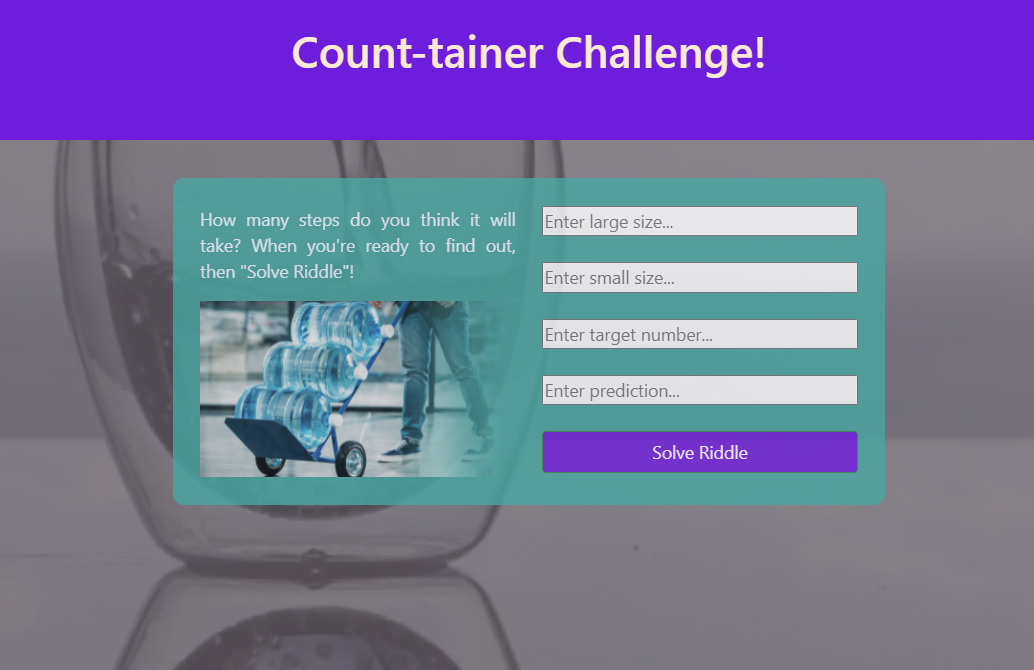 Count-tainer Challenge!
How many steps do you think it will
take? When you're ready to find out,
then "Solve Riddle"!
Enter large size...
Enter small size...
Enter target number...
Enter prediction...
Solve Riddle